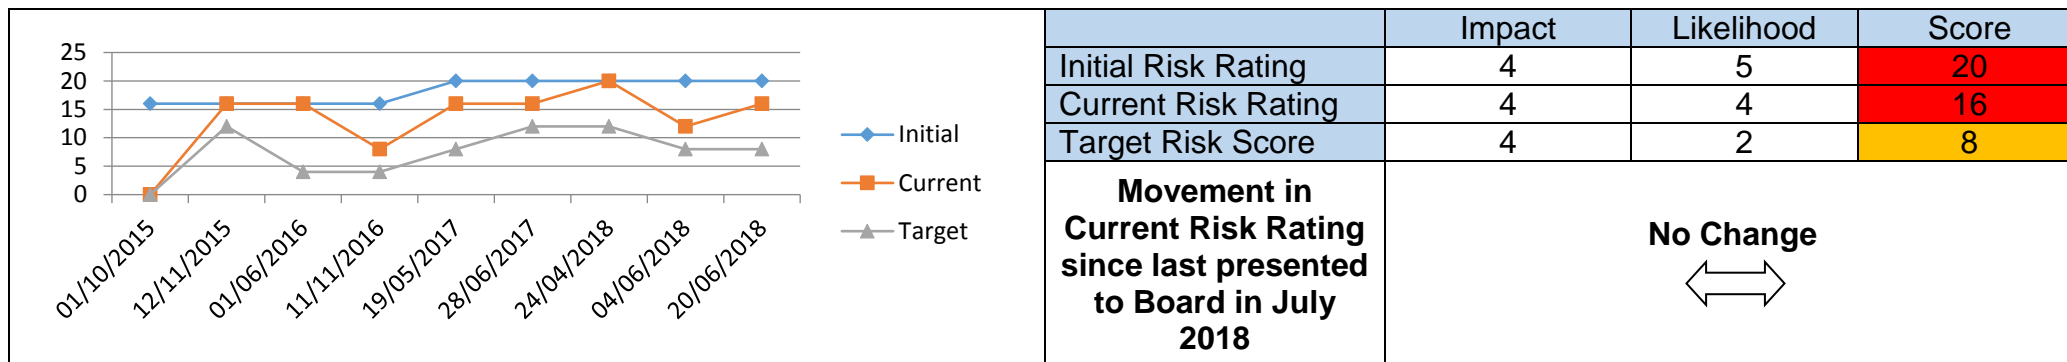 25
20
15
10
5
0
01/10/2015
12/11/2015
01/06/2016
11/11/2016
19/05/2017
28/06/2017
24/04/2018
04/06/2018
20/06/2018
Initial
Current
Target
Impact Likelihood Score
Initial Risk Rating 4 5 20
Current Risk Rating 4 4 16
Target Risk Score 4 2 8
Movement in
Current Risk Rating
since last presented
to Board in July
2018
No Change